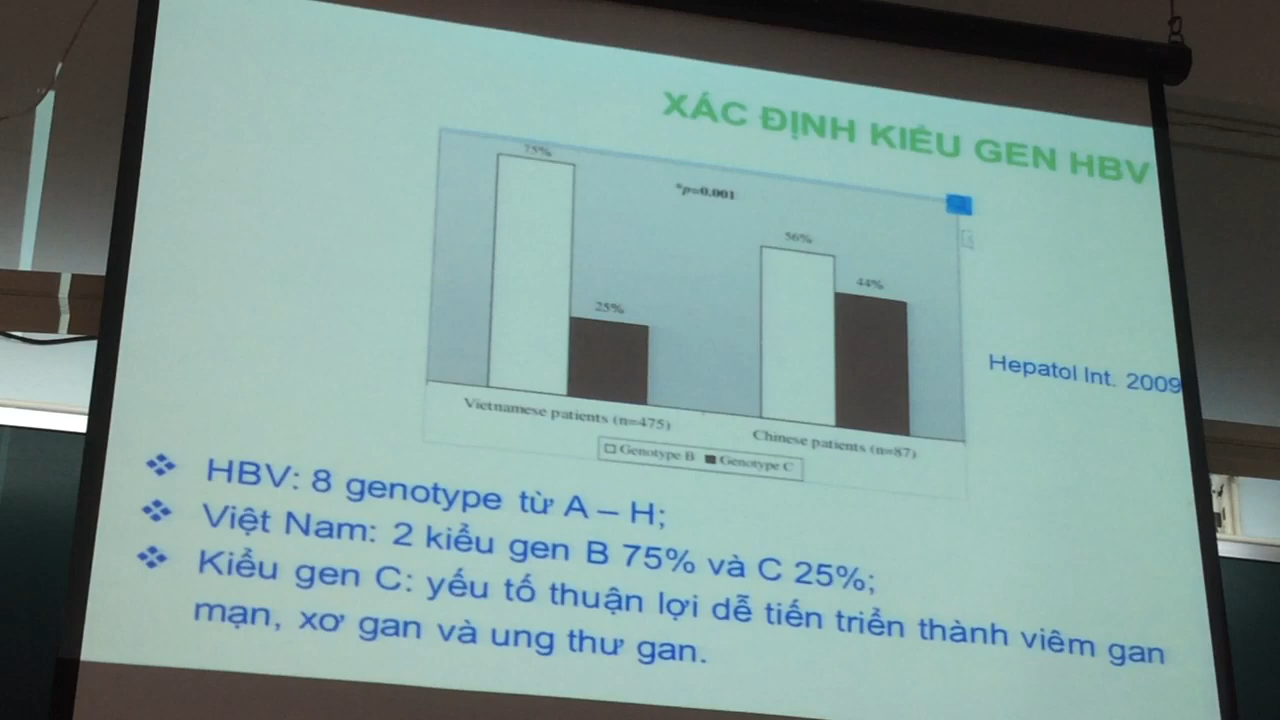 XÁC ĐỊNH KIỂU GEN HBV
75%
*p=0.001
56%
44%
25%
Hepatol Int. 2009
Vietnamese patients (n=475)
Chinese patients (n=87)
Genotype B Genotype C
❖ HBV: 8 genotype từ A – H;
❖ Việt Nam: 2 kiểu gen B 75% và C 25%;
❖ Kiểu gen C: yếu tố thuận lợi dễ tiến triển thành viêm gan
mạn, xơ gan và ung thư gan.